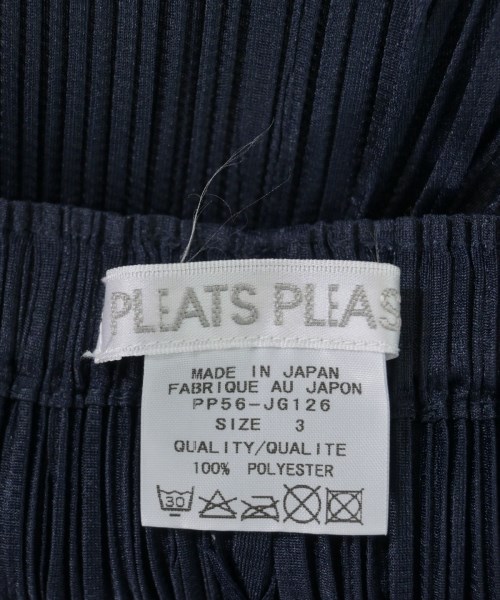 PLEATS PLEAS
MADE IN JAPAN
FABRIQUE AU JAPON
PP56-JG126
SIZE 3
QUALITY/QUALITE
100% POLYESTER
30